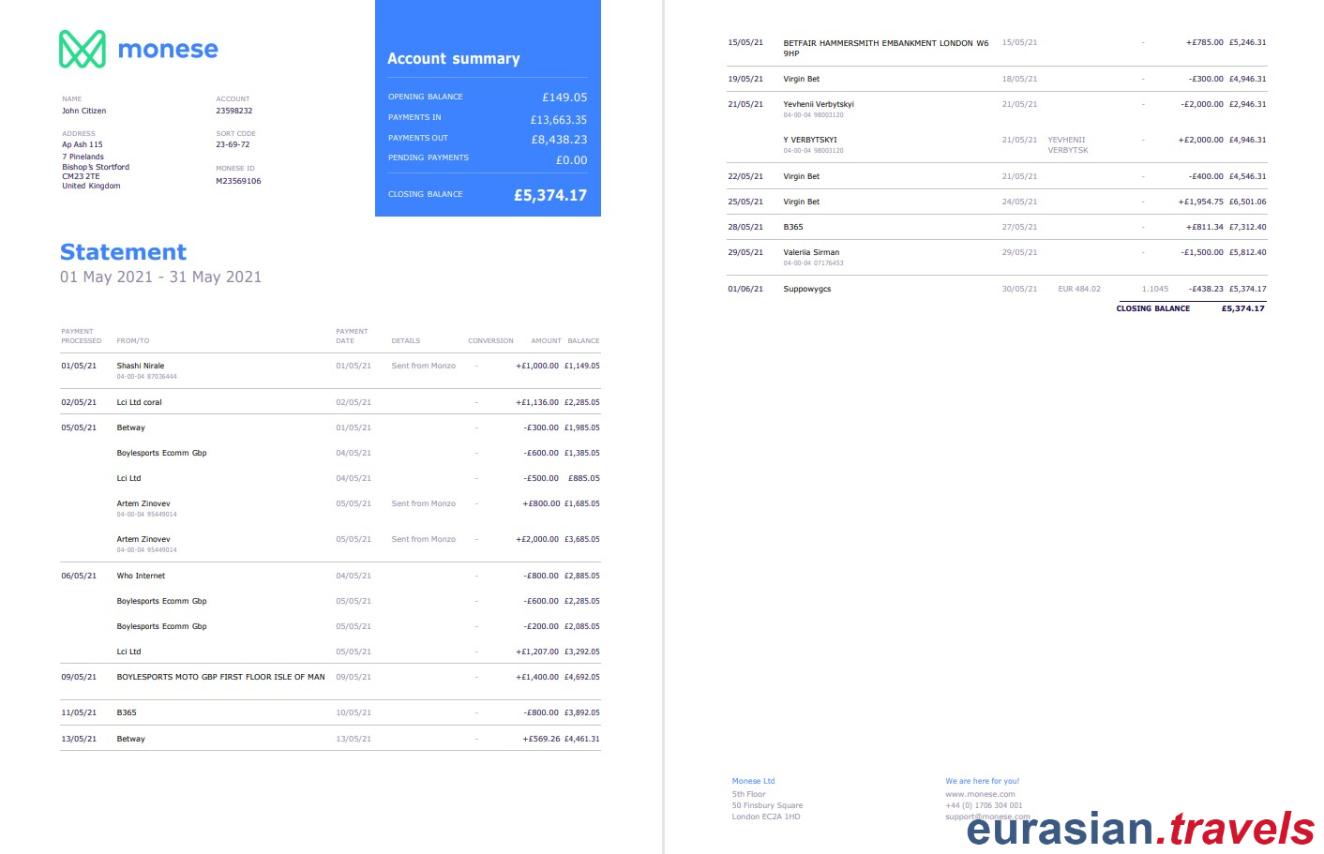 monese
NAME
ACCOUNT
John Citizen
23598232
ADDRESS
SORT CODE
Ap Ash 115
23-69-72
7 Pinelands
Bishop's Stortford
MONESE ID
CM23 2TE
M23569106
United Kingdom
Account summary
OPENING BALANCE £149.05
PAYMENTS IN £13,663.35
PAYMENTS OUT £8,438.23
PENDING PAYMENTS £0.00
CLOSING BALANCE £5,374.17
Statement
01 May 2021 - 31 May 2021
PAYMENT PAYMENT
PROCESSED FROM/TO DATE DETAILS CONVERSION AMOUNT BALANCE
01/05/21 Shashi Nirale 01/05/21 Sent from Monzo - +£1,000.00 £1,149.05
04-00-04 87036444
02/05/21 Lci Ltd coral 02/05/21 - +£1,136.00 £2,285.05
05/05/21 Betway 01/05/21 - -£300.00 £1,985.05
Boylesports Ecomm Gbp 04/05/21 - -£600.00 £1,385.05
Lci Ltd 04/05/21 - -£500.00 £885.05
Artem Zinovev 05/05/21 Sent from Monzo - +£800.00 £1,685.05
04-00-04 95449014
Artem Zinovev 05/05/21 Sent from Monzo - +£2,000.00 £3,685.05
04-00-04 95449014
06/05/21 Who Internet 04/05/21 - -£800.00 £2,885.05
Boylesports Ecomm Gbp 05/05/21 - -£600.00 £2,285.05
Boylesports Ecomm Gbp 05/05/21 - -£200.00 £2,085.05
Lci Ltd 05/05/21 - +£1,207.00 £3,292.05
09/05/21 BOYLESPORTS MOTO GBP FIRST FLOOR ISLE OF MAN 09/05/21 - +£1,400.00 £4,692.05
11/05/21 B365 10/05/21 - -£800.00 £3,892.05
13/05/21 Betway 13/05/21 - +£569.26 £4,461.31
15/05/21 BETFAIR HAMMERSMITH EMBANKMENT LONDON W6 15/05/21 - +£785.00 £5,246.31
9HP
19/05/21 Virgin Bet 18/05/21 - -£300.00 £4,946.31
21/05/21 Yevhenii Verbytskyi 21/05/21 - -£2,000.00 £2,946.31
04-00-04 98003120
Y VERBYTSKYI 21/05/21 YEVHENII - +£2,000.00 £4,946.31
04-00-04 98003120 VERBYTSK
22/05/21 Virgin Bet 21/05/21 - -£400.00 £4,546.31
25/05/21 Virgin Bet 24/05/21 - +£1,954.75 £6,501.06
28/05/21 B365 27/05/21 - +£811.34 £7,312.40
29/05/21 Valeriia Sirman 29/05/21 - -£1,500.00 £5,812.40
04-00-04 07176453
01/06/21 Suppowygcs 30/05/21 EUR 484.02 1.1045 -£438.23 £5,374.17
CLOSING BALANCE £5,374.17
Monese Ltd
5th Floor
50 Finsbury Square
London EC2A 1HD
We are here for you!
www.monese.com
+44 (0) 1706 304 001
support@monese.com
eurasian.travels